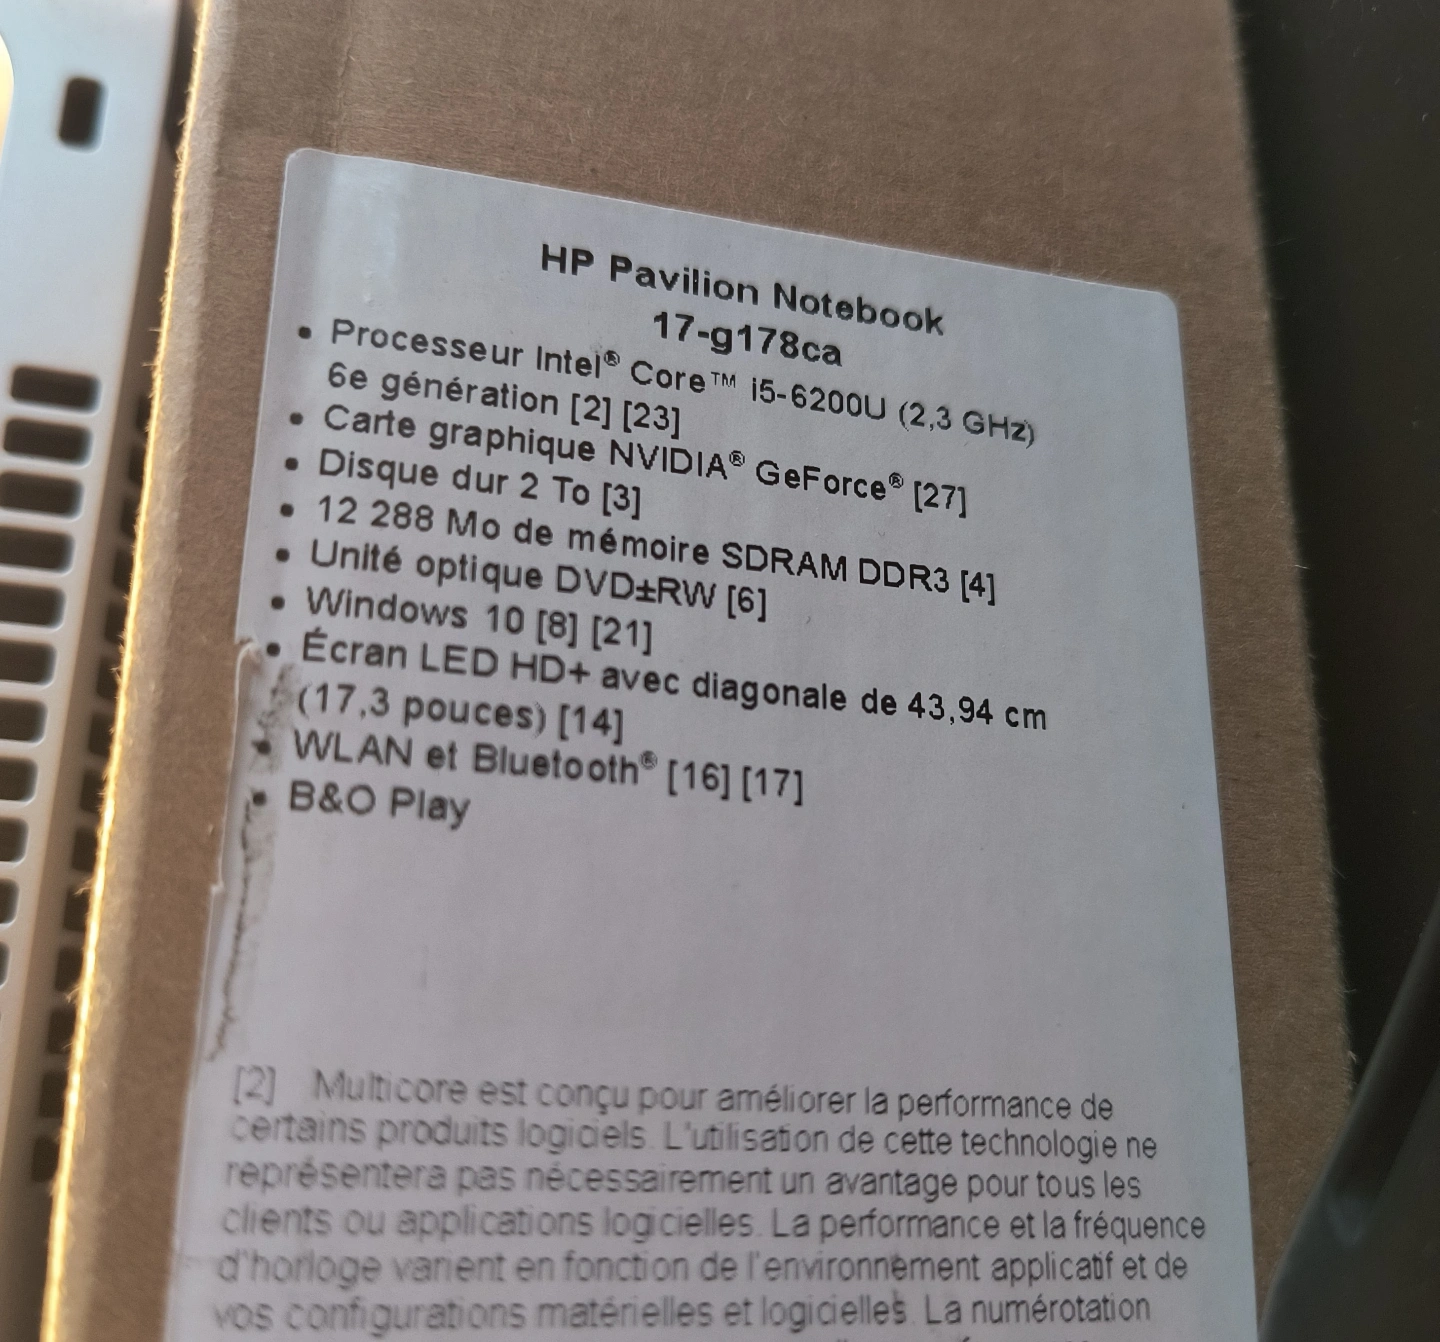 HP Pavilion Notebook
17-g178ca
• Processeur Intel® Core™ i5-6200U (2,3 GHz)
6e génération [2] [23]
• Carte graphique NVIDIA® GeForce® [27]
• Disque dur 2 To [3]
• 12 288 Mo de mémoire SDRAM DDR3 [4]
• Unité optique DVD±RW [6]
• Windows 10 [8] [21]
• Écran LED HD+ avec diagonale de 43,94 cm
(17,3 pouces) [14]
• WLAN et Bluetooth® [16] [17]
• B&O Play
[2] Multicore est conçu pour améliorer la performance de
certains produits logiciels. L'utilisation de cette technologie ne
représentera pas nécessairement un avantage pour tous les
clients ou applications logicielles. La performance et la fréquence
d'horloge varient en fonction de l'environnement applicatif et de
vos configurations matérielles et logicielles. La numérotation